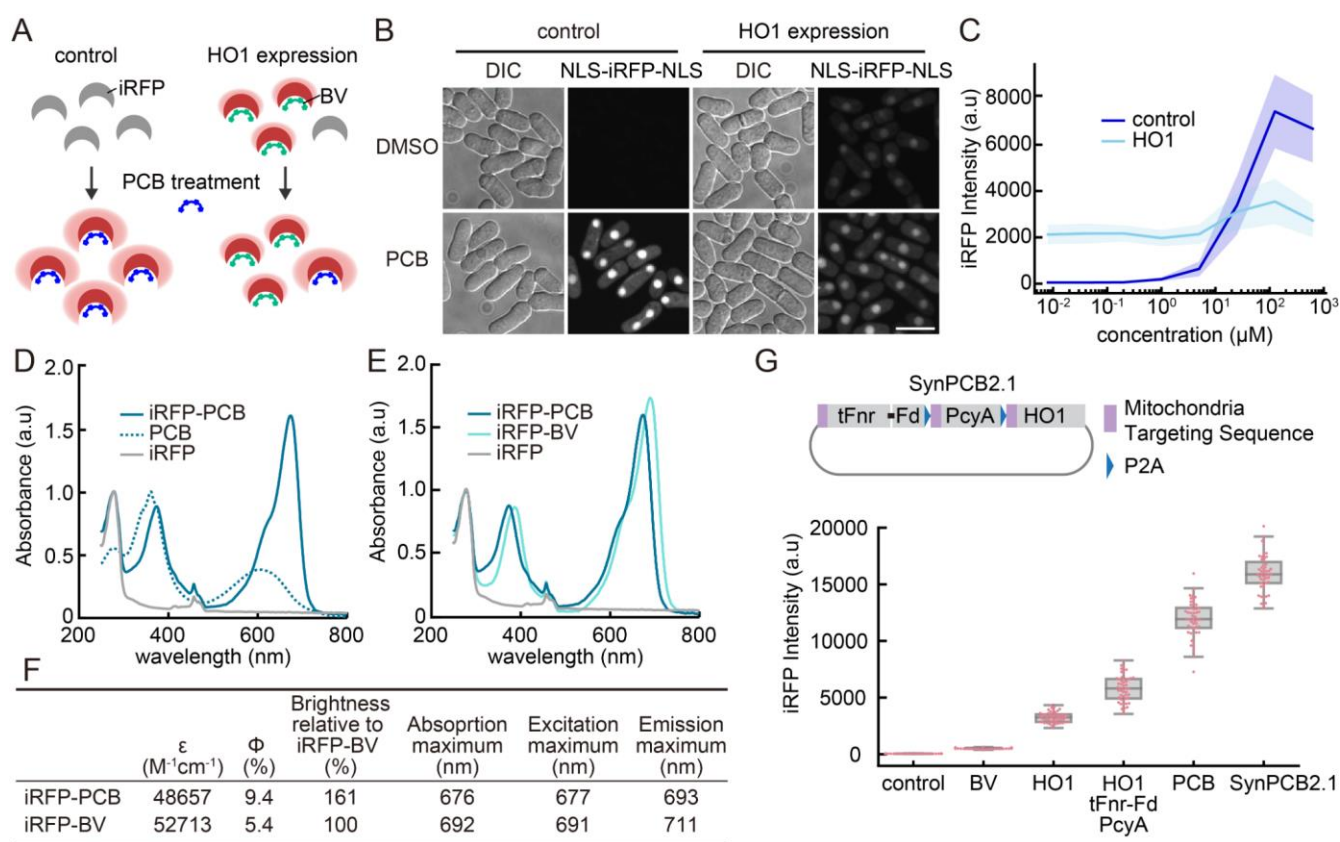 A
control
HO1 expression
iRFP
BV
PCB treatment
B
control
HO1 expression
DIC
NLS-iRFP-NLS
DIC
NLS-iRFP-NLS
DMSO
PCB
C
iRFP Intensity (a.u)
8000
6000
4000
2000
0
control
HO1
10⁻² 10⁻¹ 10⁰ 10¹ 10² 10³
concentration (µM)
D
Absorbance (a.u)
2.0
1.5
1.0
0.5
0
iRFP-PCB
PCB
iRFP
200 400 600 800
wavelength (nm)
E
Absorbance (a.u)
2.0
1.5
1.0
0.5
0
iRFP-PCB
iRFP-BV
iRFP
200 400 600 800
wavelength (nm)
F
ε
(M⁻¹cm⁻¹)
Φ
(%)
Brightness
relative to
iRFP-BV
(%)
Absoprtion
maximum
(nm)
Excitation
maximum
(nm)
Emission
maximum
(nm)
iRFP-PCB 48657 9.4 161 676 677 693
iRFP-BV 52713 5.4 100 692 691 711
G
SynPCB2.1
tFnr Fd PcyA HO1
Mitochondria
Targeting Sequence
P2A
iRFP Intensity (a.u)
20000
15000
10000
5000
0
control
BV
HO1
HO1
tFnr-Fd
PcyA
PCB
SynPCB2.1